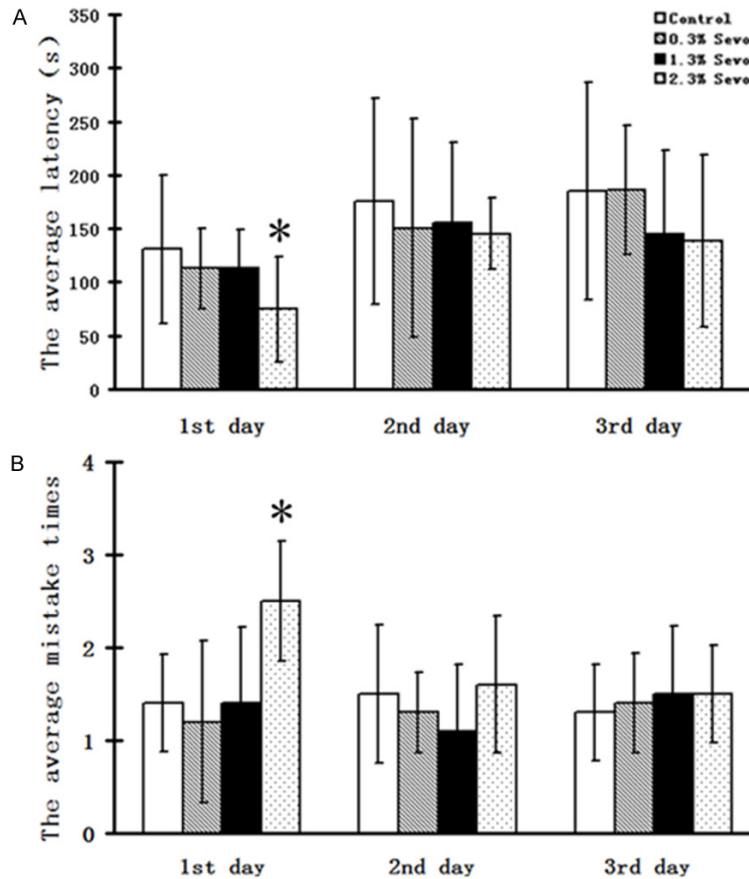 A
The average latency (s)
350
300
250
200
150
100
50
0
Control
0.3% Sevo
1.3% Sevo
2.3% Sevo
*
1st day 2nd day 3rd day
B
The average mistake times
4
3
2
1
0
*
1st day 2nd day 3rd day